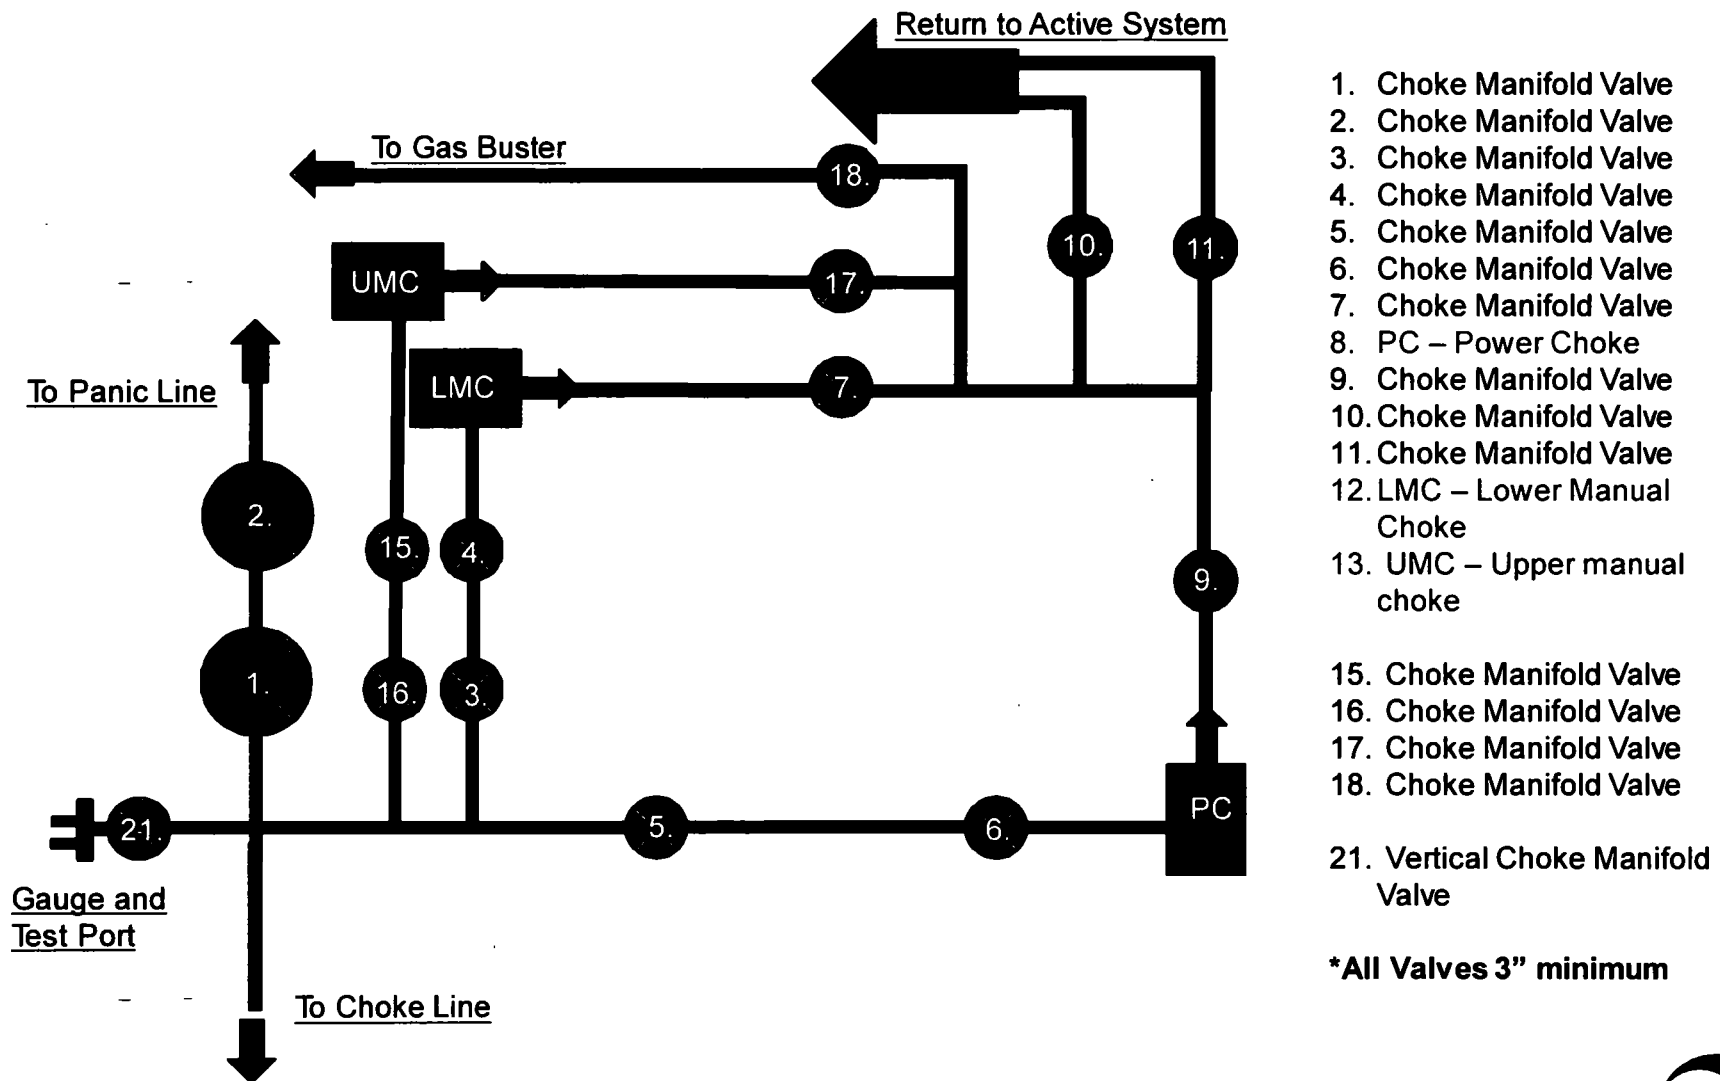 Return to Active System
To Gas Buster
18.
10.
11.
UMC
17.
To Panic Line
LMC
7.
2.
15.
4.
9.
1.
16.
3.
21.
5.
6.
PC
Gauge and
Test Port
To Choke Line
1. Choke Manifold Valve
2. Choke Manifold Valve
3. Choke Manifold Valve
4. Choke Manifold Valve
5. Choke Manifold Valve
6. Choke Manifold Valve
7. Choke Manifold Valve
8. PC – Power Choke
9. Choke Manifold Valve
10. Choke Manifold Valve
11. Choke Manifold Valve
12. LMC – Lower Manual
Choke
13. UMC – Upper manual
choke
15. Choke Manifold Valve
16. Choke Manifold Valve
17. Choke Manifold Valve
18. Choke Manifold Valve
21. Vertical Choke Manifold
Valve
*All Valves 3” minimum